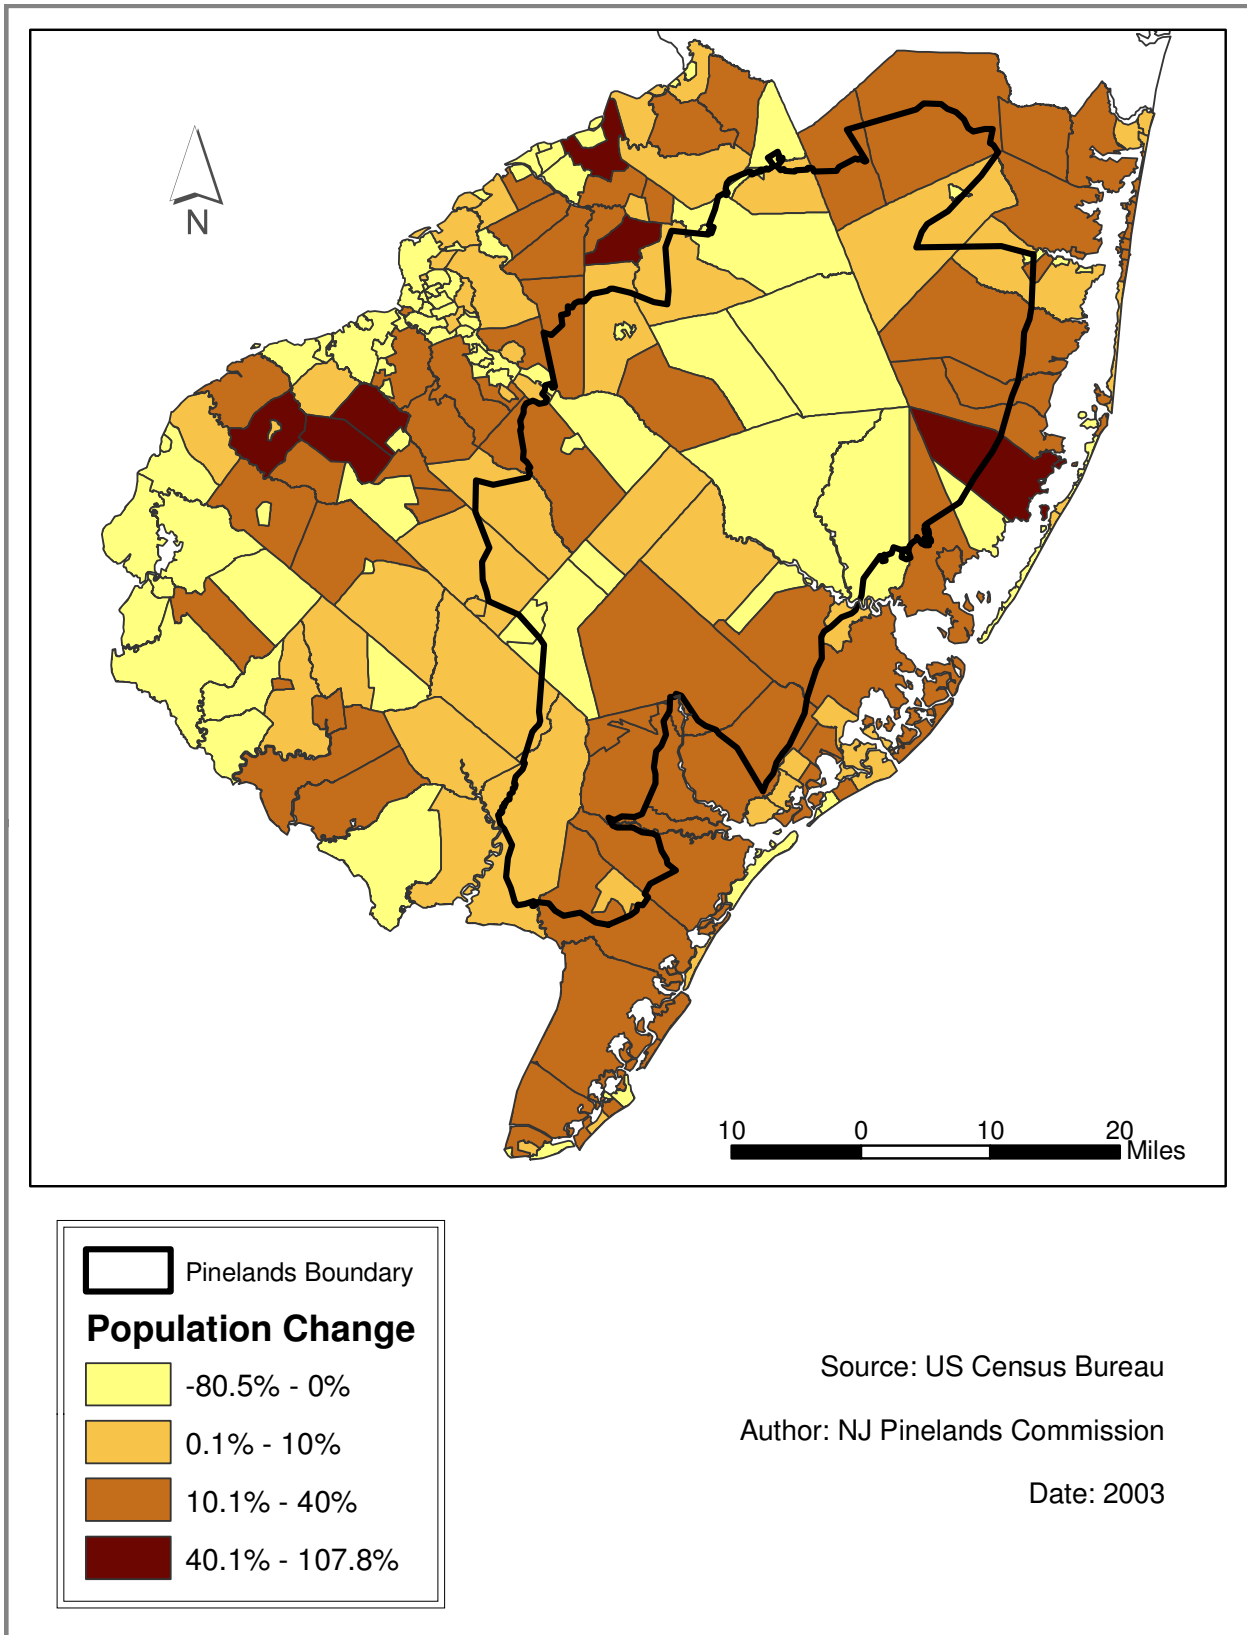 N
10 0 10 20
Miles
Pinelands Boundary
Population Change
-80.5% - 0%
0.1% - 10%
10.1% - 40%
40.1% - 107.8%
Source: US Census Bureau
Author: NJ Pinelands Commission
Date: 2003